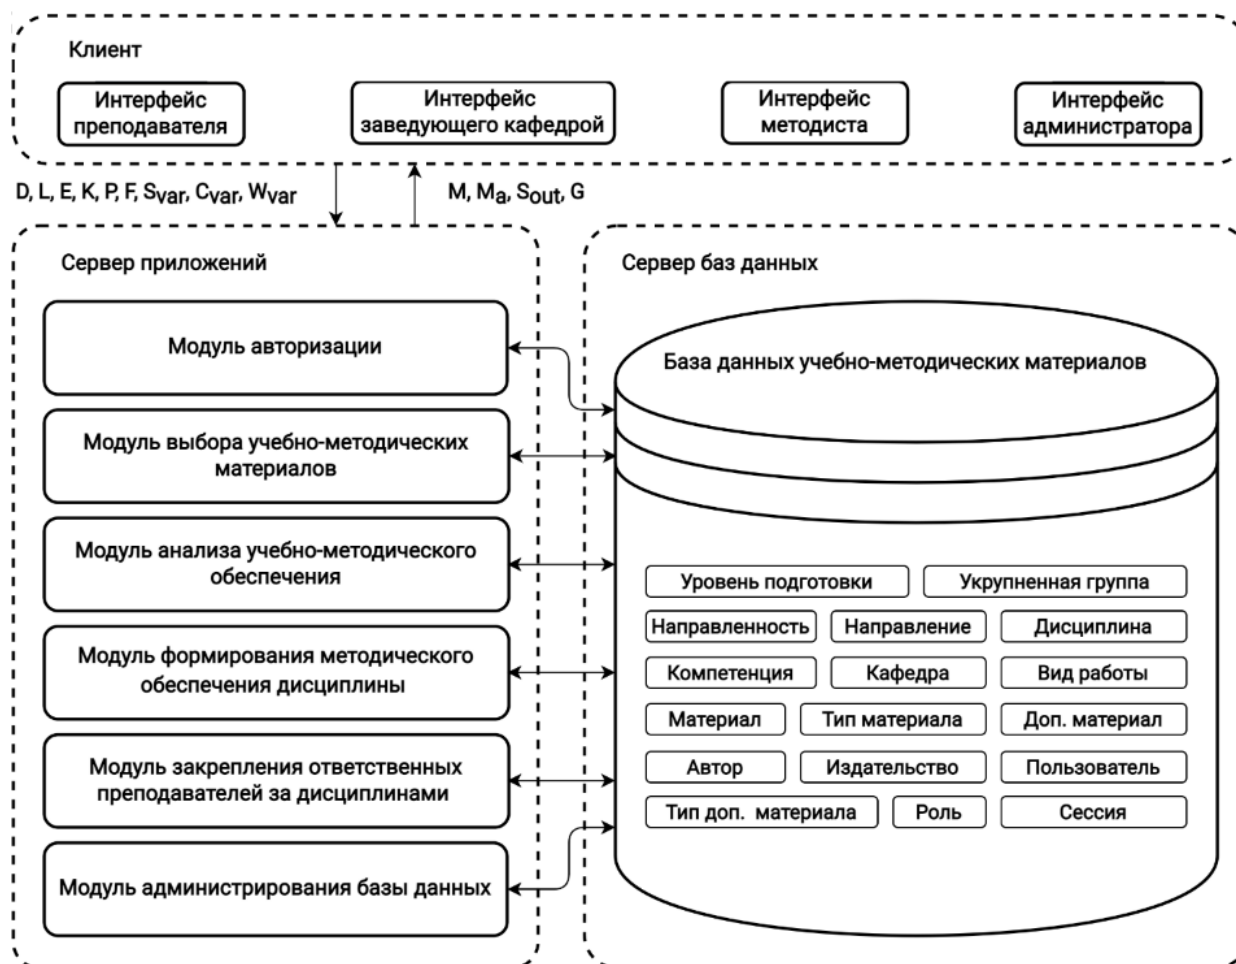 Клиент
Интерфейс
преподавателя
Интерфейс
заведующего кафедрой
Интерфейс
методиста
Интерфейс
администратора
D, L, E, K, P, F, Svar, Cvar, Wvar
M, Ma, Sout, G
Сервер приложений
Модуль авторизации
Модуль выбора учебно-методических
материалов
Модуль анализа учебно-методического
обеспечения
Модуль формирования методического
обеспечения дисциплины
Модуль закрепления ответственных
преподавателей за дисциплинами
Модуль администрирования базы данных
Сервер баз данных
База данных учебно-методических материалов
Уровень подготовки
Укрупненная группа
Направленность
Направление
Дисциплина
Компетенция
Кафедра
Вид работы
Материал
Тип материала
Доп. материал
Автор
Издательство
Пользователь
Тип доп. материала
Роль
Сессия